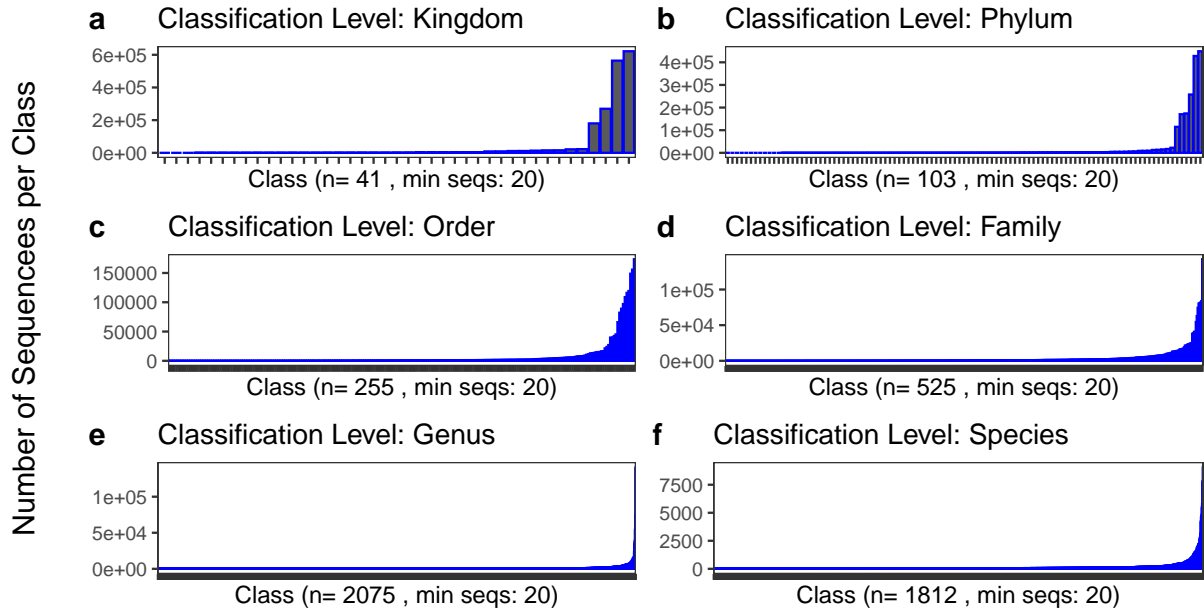 Number of Sequencees per Class
a Classification Level: Kingdom
6e+05
4e+05
2e+05
0e+00
Class (n= 41 , min seqs: 20)
b Classification Level: Phylum
4e+05
3e+05
2e+05
1e+05
0e+00
Class (n= 103 , min seqs: 20)
c Classification Level: Order
150000
100000
50000
0
Class (n= 255 , min seqs: 20)
d Classification Level: Family
1e+05
5e+04
0e+00
Class (n= 525 , min seqs: 20)
e Classification Level: Genus
1e+05
5e+04
0e+00
Class (n= 2075 , min seqs: 20)
f Classification Level: Species
7500
5000
2500
0
Class (n= 1812 , min seqs: 20)